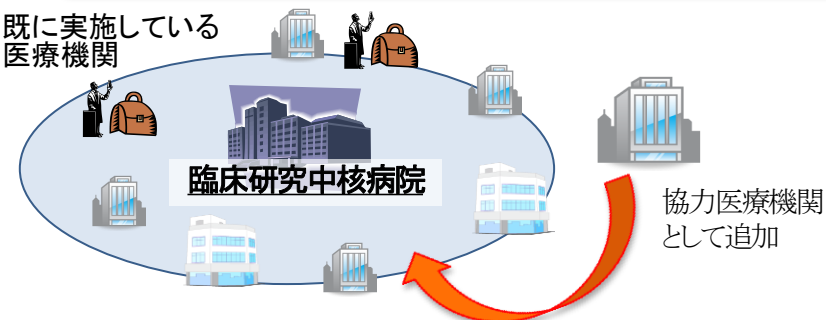 既に実施している
医療機関
臨床研究中核病院
協力医療機関
として追加